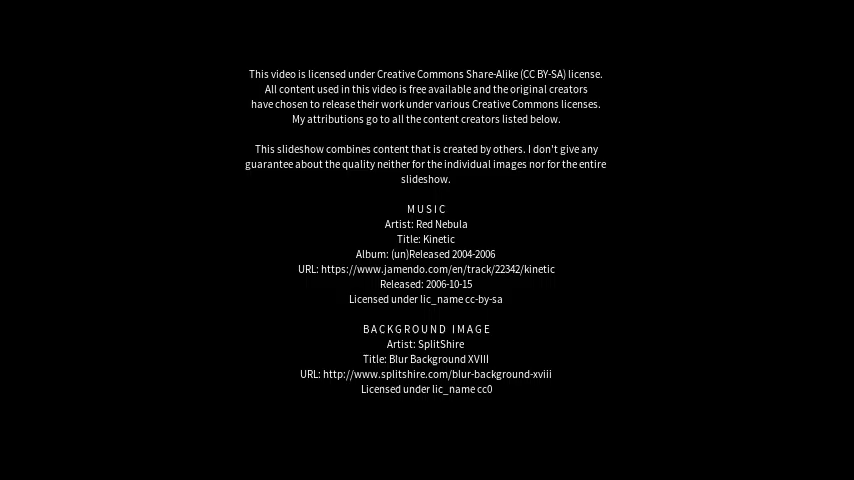 This video is licensed under Creative Commons Share-Alike (CC BY-SA) license.
All content used in this video is free available and the original creators
have chosen to release their work under various Creative Commons licenses.
My attributions go to all the content creators listed below.
This slideshow combines content that is created by others. I don't give any
guarantee about the quality neither for the individual images nor for the entire
slideshow.
MUSIC
Artist: Red Nebula
Title: Kinetic
Album: (un)Released 2004-2006
URL: https://www.jamendo.com/en/track/22342/kinetic
Released: 2006-10-15
Licensed under lic_name cc-by-sa
BACKGROUND IMAGE
Artist: SplitShire
Title: Blur Background XVIII
URL: http://www.splitshire.com/blur-background-xviii
Licensed under lic_name cc0